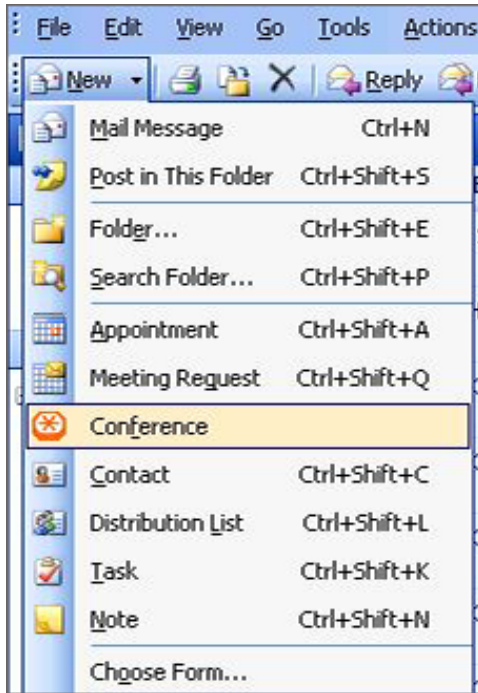 File Edit View Go Tools Actions
New Reply
Mail Message Ctrl+N
Post in This Folder Ctrl+Shift+S
Folder... Ctrl+Shift+E
Search Folder... Ctrl+Shift+P
Appointment Ctrl+Shift+A
Meeting Request Ctrl+Shift+Q
Conference
Contact Ctrl+Shift+C
Distribution List Ctrl+Shift+L
Task Ctrl+Shift+K
Note Ctrl+Shift+N
Choose Form...